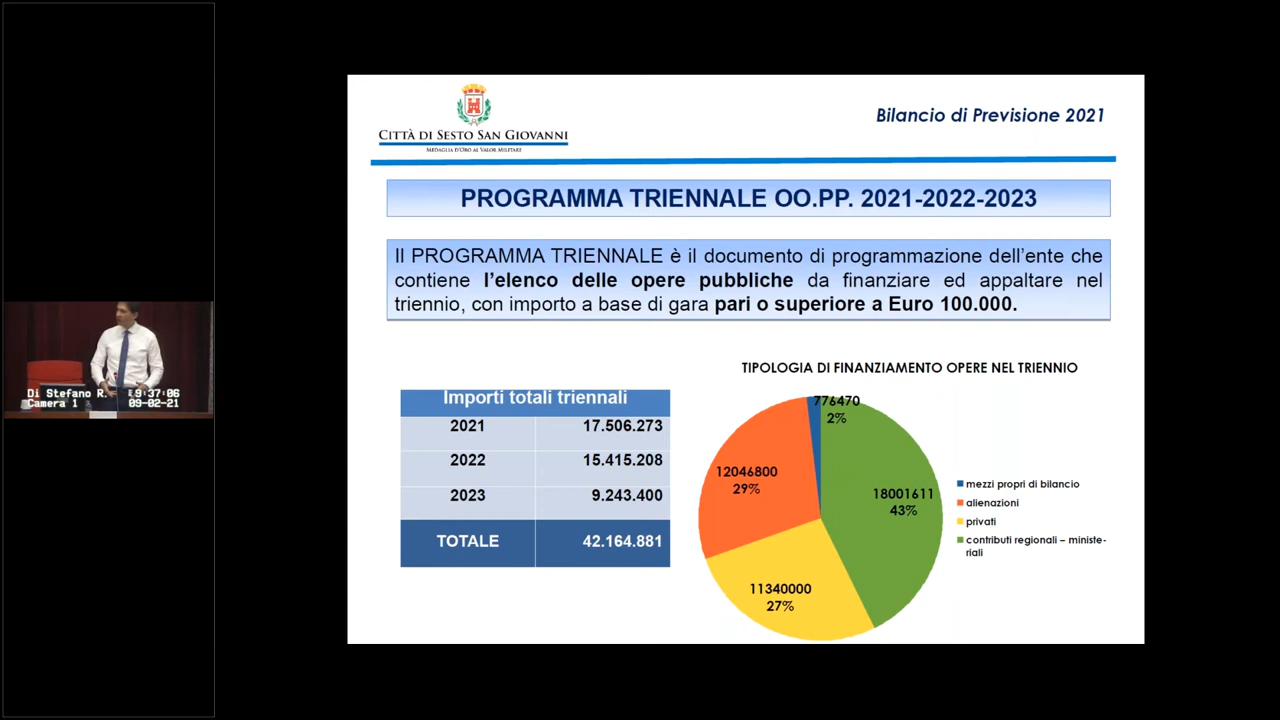 CITTÀ DI SESTO SAN GIOVANNI
MEDAGLIA D'ORO AL VALOR MILITARE
Bilancio di Previsione 2021
PROGRAMMA TRIENNALE OO.PP. 2021-2022-2023
Il PROGRAMMA TRIENNALE è il documento di programmazione dell'ente che
contiene l'elenco delle opere pubbliche da finanziare ed appaltare nel
triennio, con importo a base di gara pari o superiore a Euro 100.000.
Importi totali triennali
2021 17.506.273
2022 15.415.208
2023 9.243.400
TOTALE 42.164.881
TIPOLOGIA DI FINANZIAMENTO OPERE NEL TRIENNIO
776470
2%
12046800
29%
18001611
43%
11340000
27%
mezzi propri di bilancio
alienazioni
privati
contributi regionali – ministe-
riali
Di Stefano R. 19:37:06
Camera 1 09-02-21